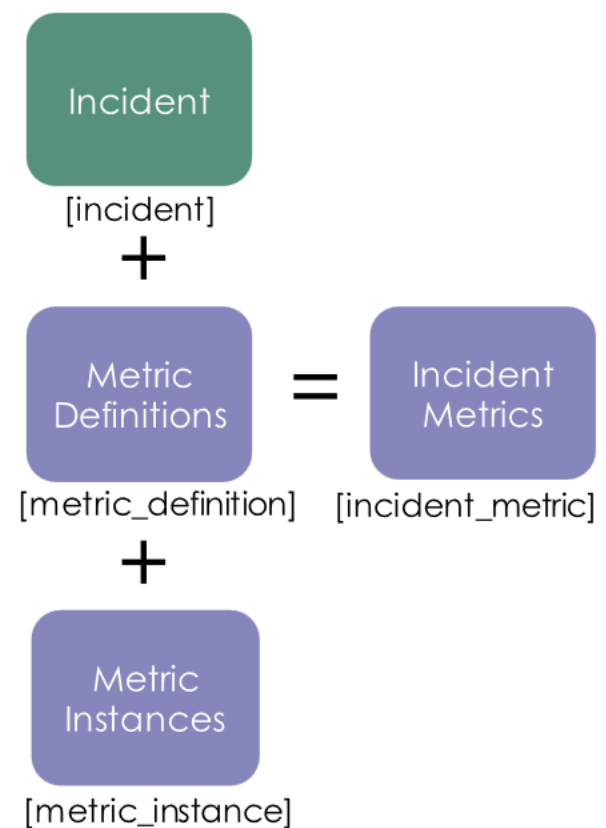 Incident
[incident]
+
Metric
Definitions
[metric_definition]
=
Incident
Metrics
[incident_metric]
+
Metric
Instances
[metric_instance]